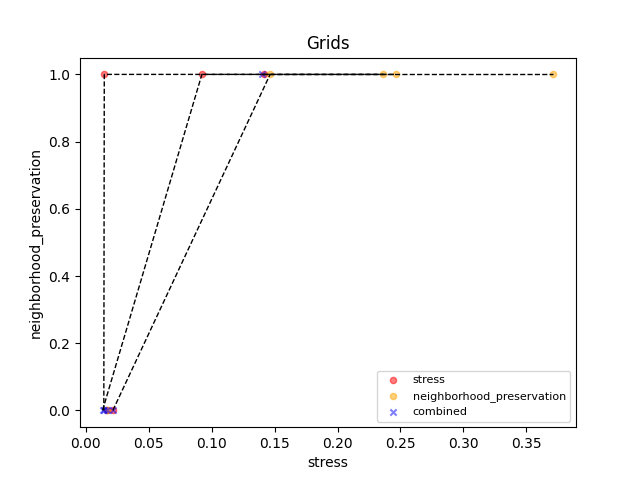 Grids
1.0
0.8
0.6
0.4
0.2
0.0
neighborhood_preservation
stress
neighborhood_preservation
combined
0.00 0.05 0.10 0.15 0.20 0.25 0.30 0.35
stress